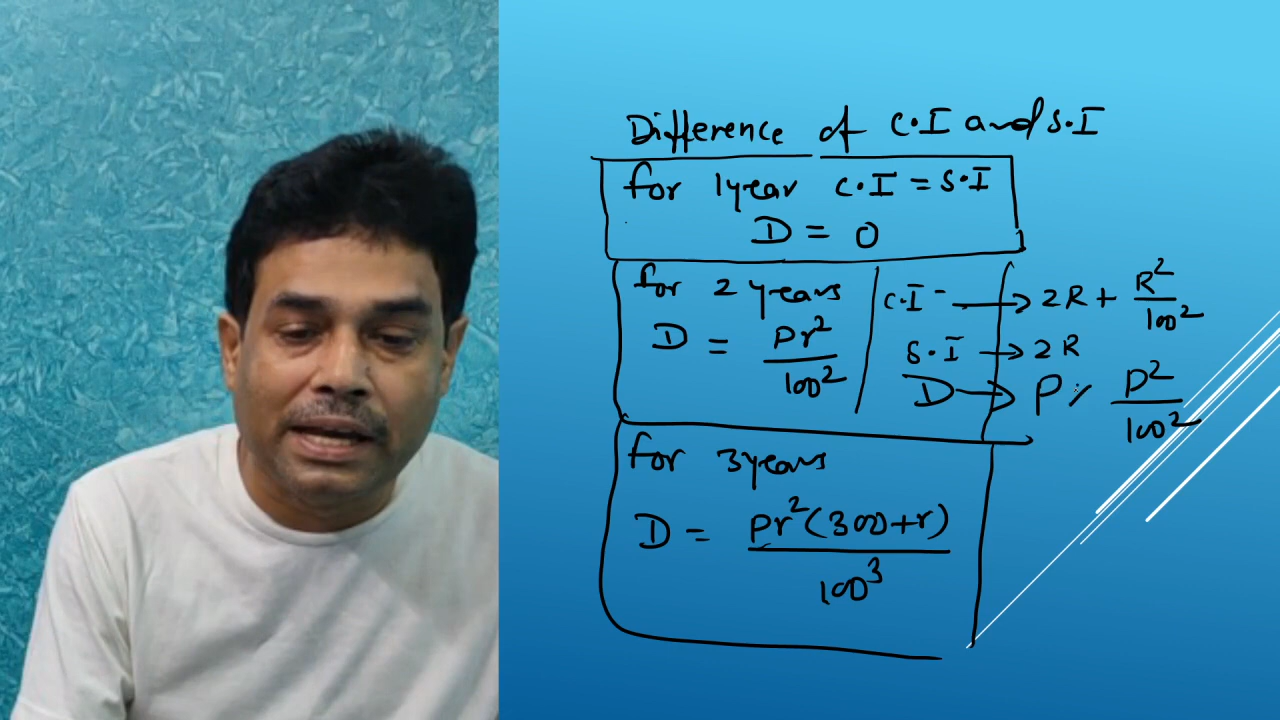 Difference of C.I and S.I
for 1year C.I = S.I
D = 0
for 2 years
D = Pr²/100²
C.I - → 2R + R²/100²
S.I → 2R
D → P% D²/100²
for 3years
D = Pr²(300+r)/100³